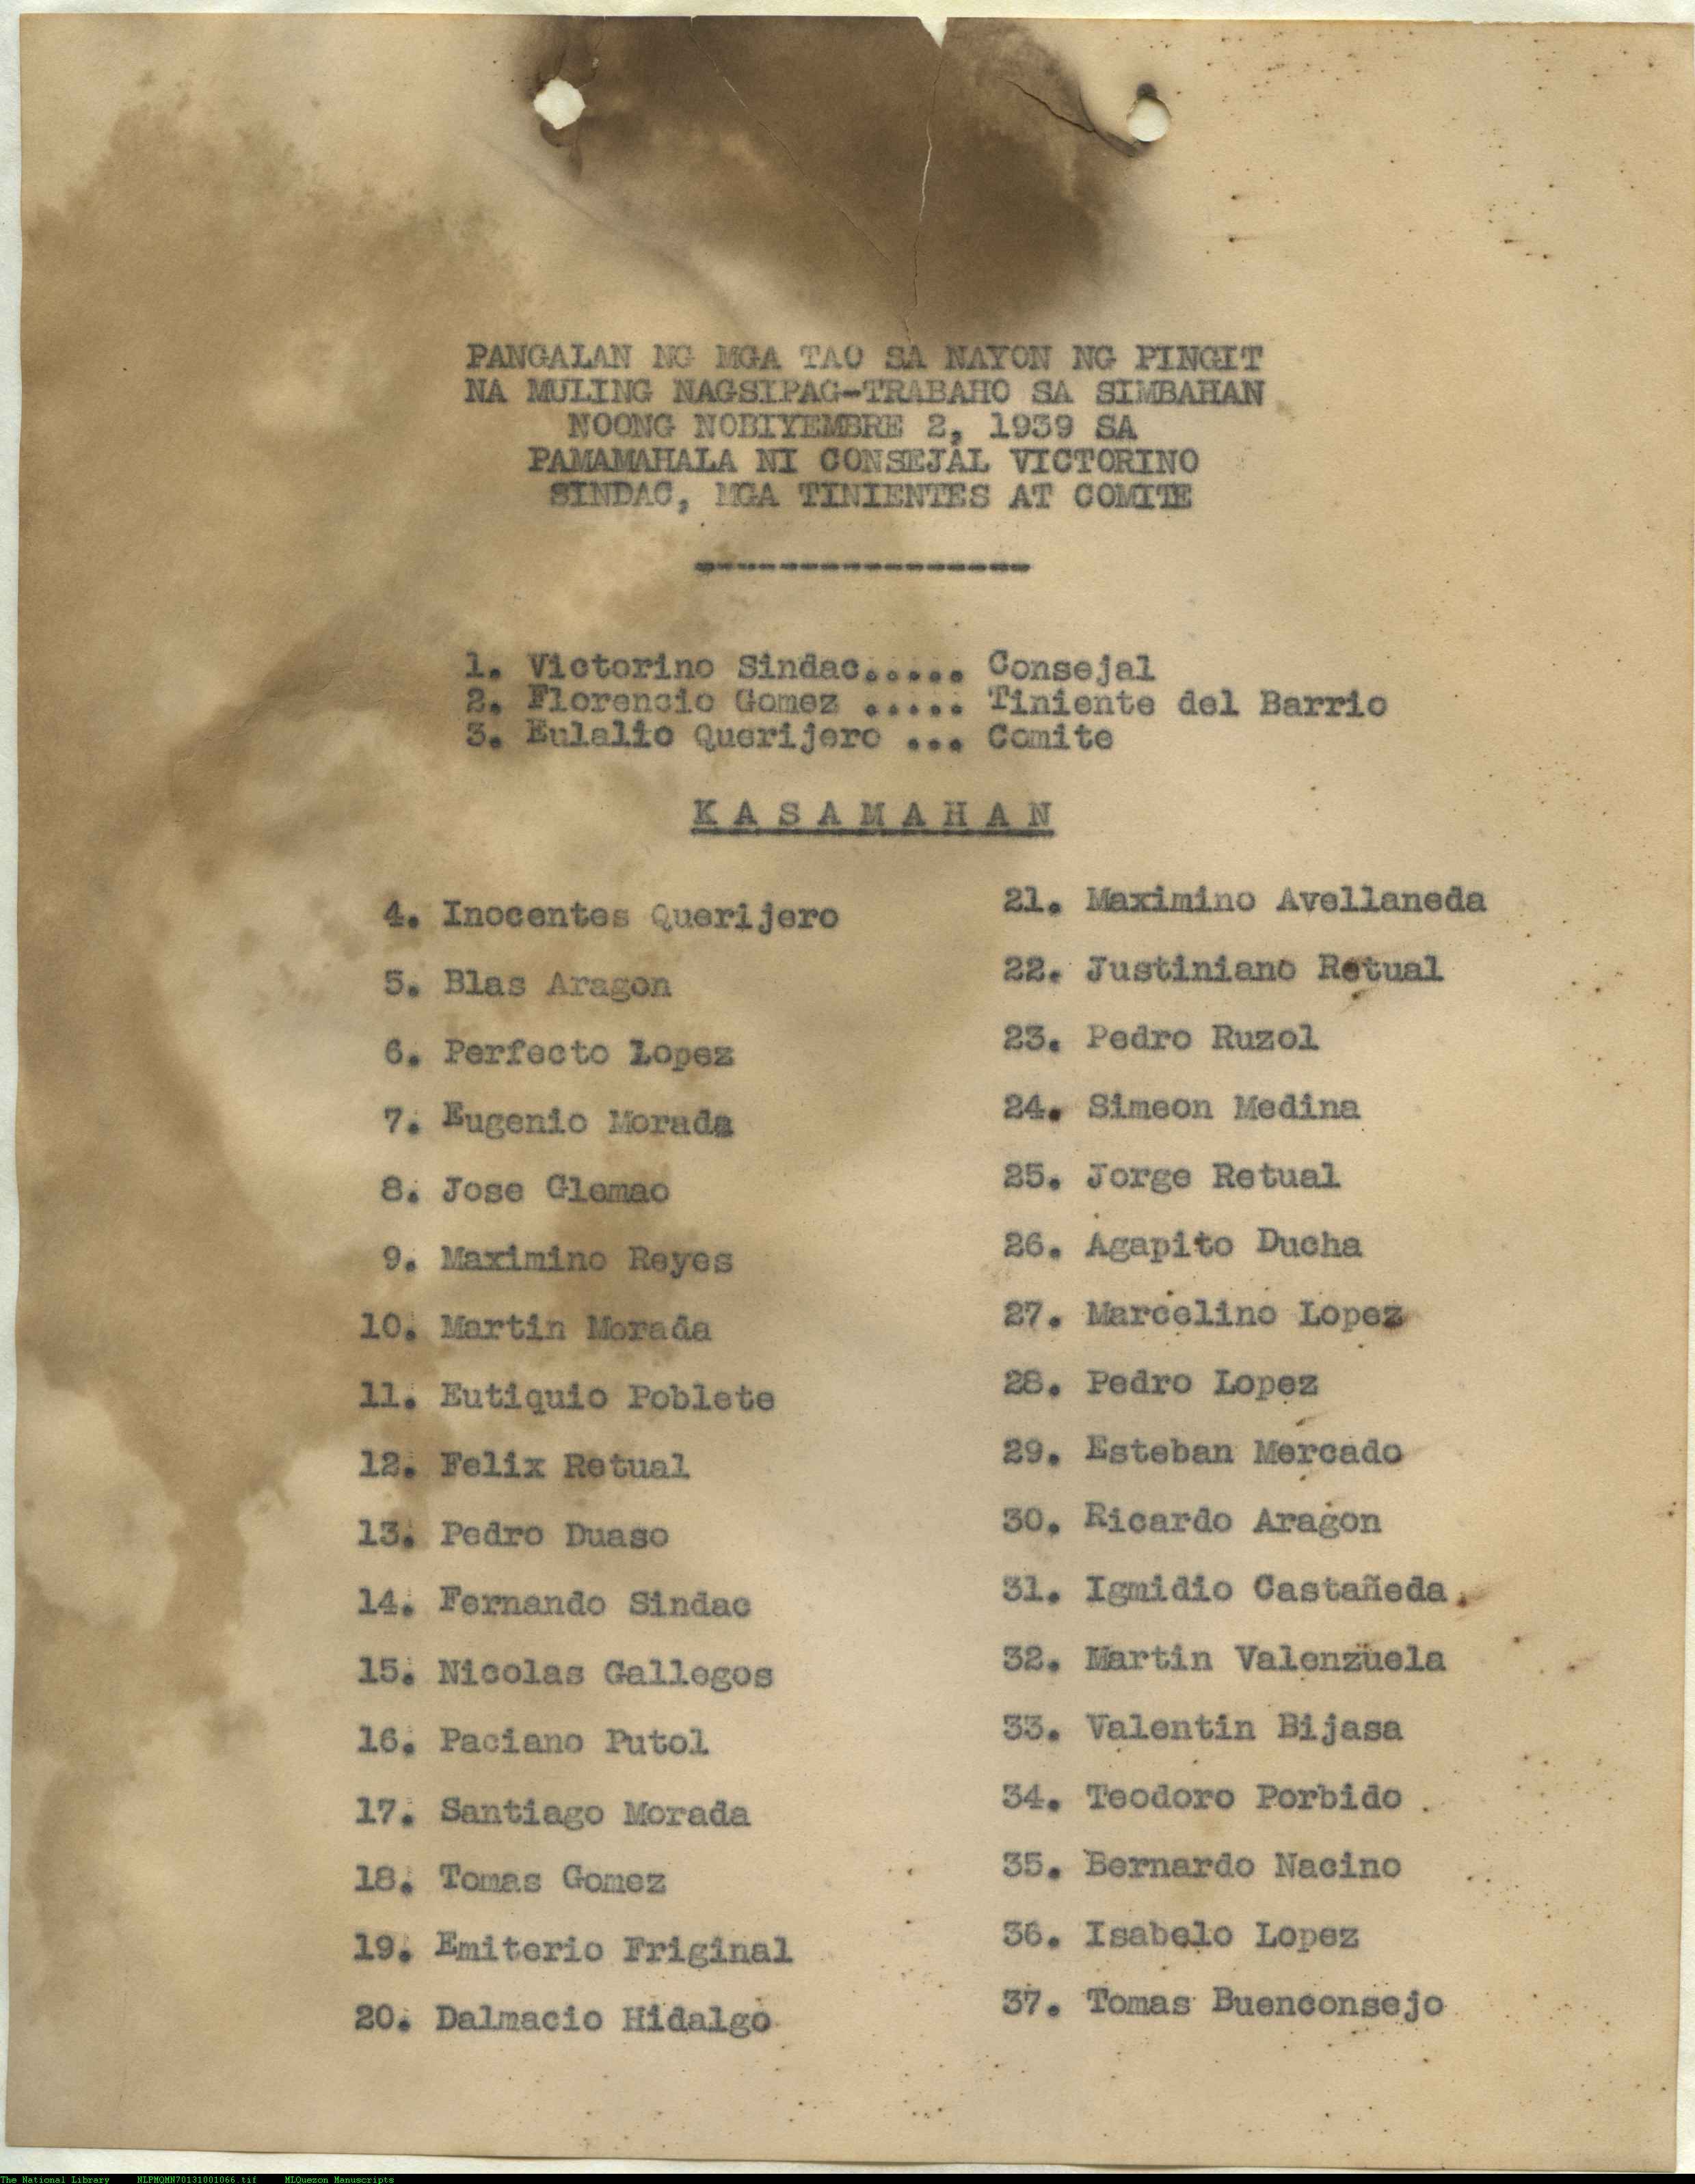 PANGALAN NG MGA TAO SA NAYON NG PINGIT
NA MULING NAGSIPAG-TRABAHO SA SIMBAHAN
NOONG NOBIYEMBRE 2, 1939 SA
PAMAMAHALA NI CONSEJAL VICTORINO
SINDAC, MGA TINIENTES AT COMITE
----------------
1. Victorino Sindac..... Consejal
2. Florencio Gomez ..... Tiniente del Barrio
3. Eulalio Querijero ... Comite
K A S A M A H A N
4. Inocentes Querijero
5. Blas Aragon
6. Perfecto Lopez
7. Eugenio Morada
8. Jose Glemao
9. Maximino Reyes
10. Martin Morada
11. Eutiquio Poblete
12. Felix Retual
13. Pedro Duaso
14. Fernando Sindac
15. Nicolas Gallegos
16. Paciano Putol
17. Santiago Morada
18. Tomas Gomez
19. Emiterio Friginal
20. Dalmacio Hidalgo
21. Maximino Avellaneda
22. Justiniano Retual
23. Pedro Ruzol
24. Simeon Medina
25. Jorge Retual
26. Agapito Ducha
27. Marcelino Lopez
28. Pedro Lopez
29. Esteban Mercado
30. Ricardo Aragon
31. Igmidio Castañeda
32. Martin Valenzuela
33. Valentin Bijasa
34. Teodoro Porbido
35. Bernardo Nacino
36. Isabelo Lopez
37. Tomas Buenconsejo
The National Library NLPMQMN70131001066.tif MLQuezon Manuscripts